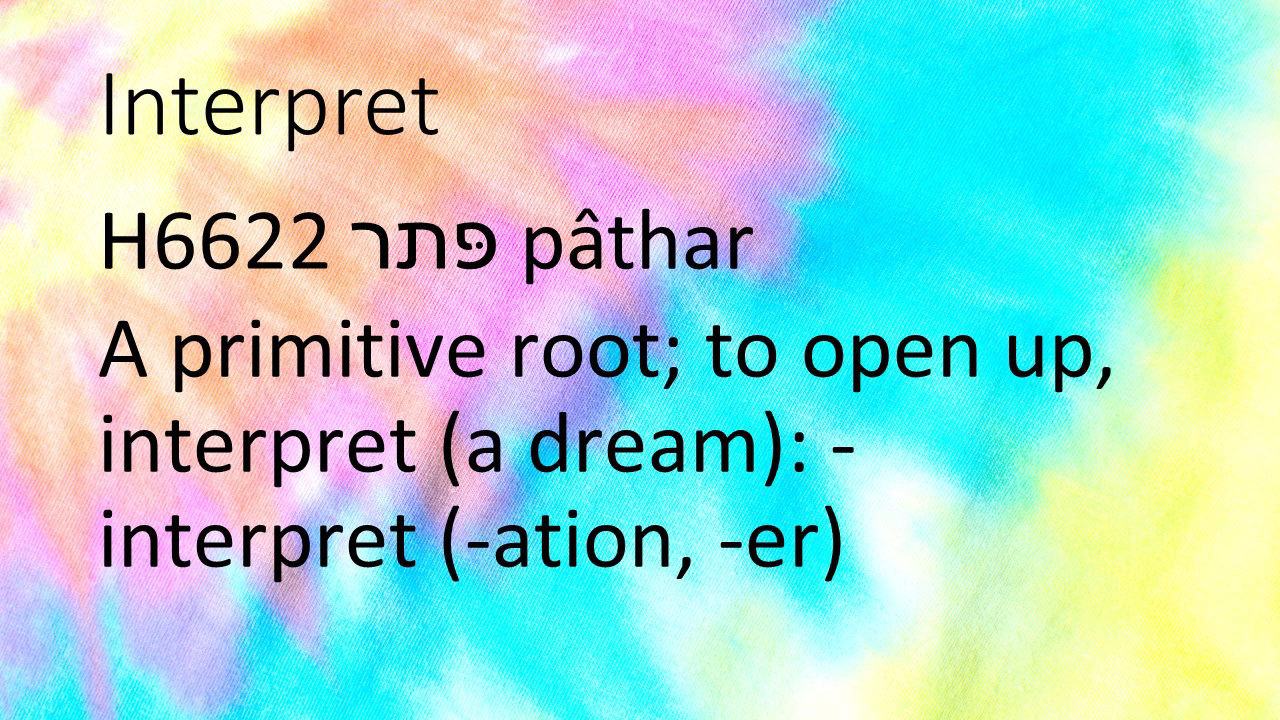 Interpret
H6622 פּתר pâthar
A primitive root; to open up,
interpret (a dream): -
interpret (-ation, -er)